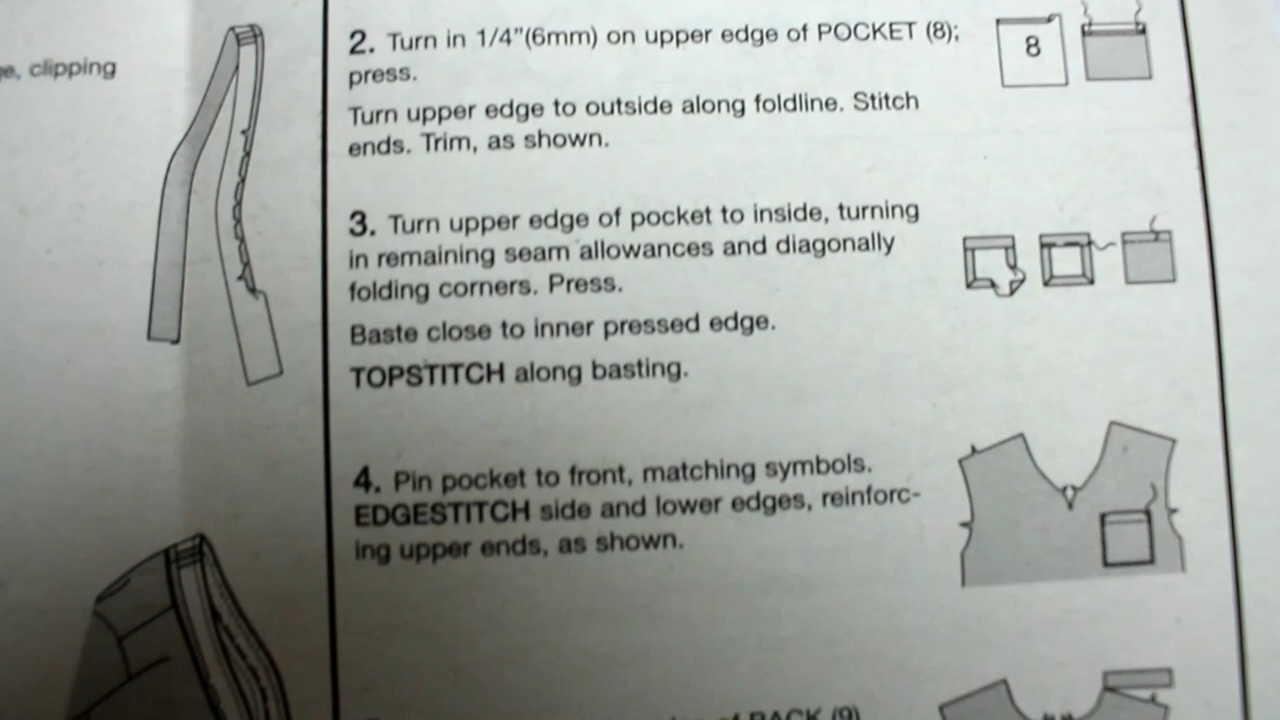 ge, clipping
2. Turn in 1/4"(6mm) on upper edge of POCKET (8);
press.
Turn upper edge to outside along foldline. Stitch
ends. Trim, as shown.
8
3. Turn upper edge of pocket to inside, turning
in remaining seam allowances and diagonally
folding corners. Press.
Baste close to inner pressed edge.
TOPSTITCH along basting.
4. Pin pocket to front, matching symbols.
EDGESTITCH side and lower edges, reinforc-
ing upper ends, as shown.
of BACK (9)